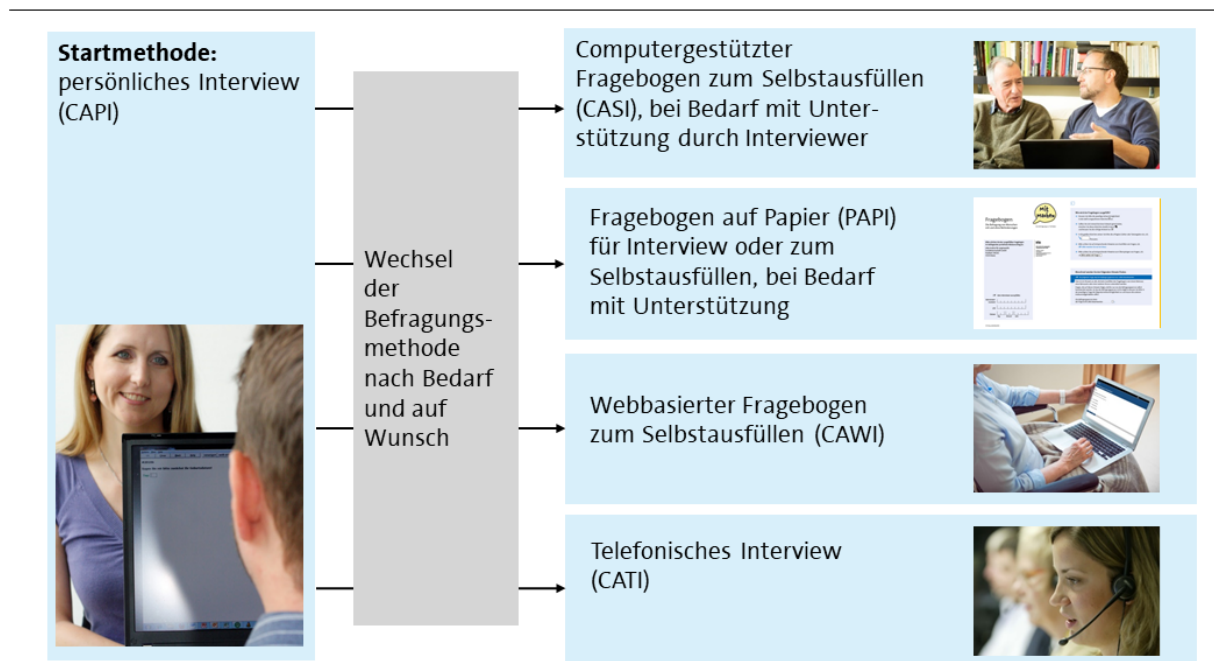 Startmethode:
persönliches Interview
(CAPI)
Wechsel
der
Befragungs-
methode
nach Bedarf
und auf
Wunsch
Computergestützter
Fragebogen zum Selbstausfüllen
(CASI), bei Bedarf mit Unter-
stützung durch Interviewer
Fragebogen auf Papier (PAPI)
für Interview oder zum
Selbstausfüllen, bei Bedarf
mit Unterstützung
Fragebogen
Webbasierter Fragebogen
zum Selbstausfüllen (CAWI)
Telefonisches Interview
(CATI)